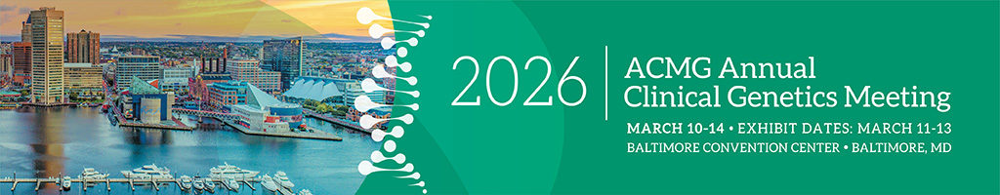 2026
ACMG Annual
Clinical Genetics Meeting
MARCH 10-14 • EXHIBIT DATES: MARCH 11-13
BALTIMORE CONVENTION CENTER • BALTIMORE, MD